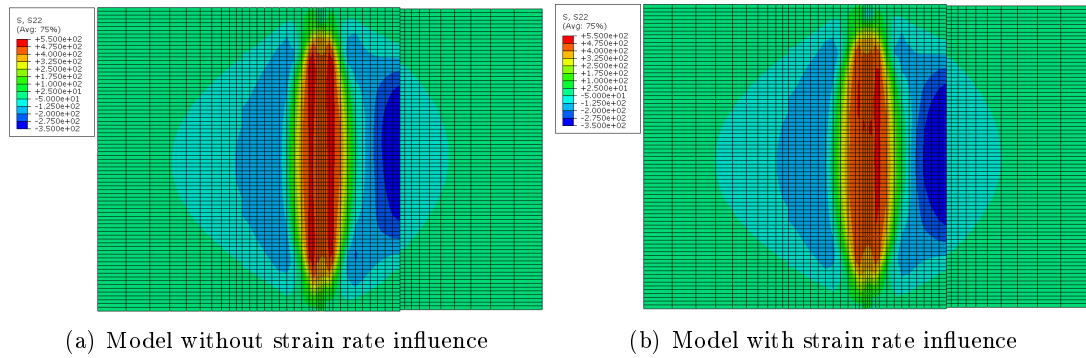 S, S22
(Avg: 75%)
+5.500e+02
+4.750e+02
+4.000e+02
+3.250e+02
+2.500e+02
+1.750e+02
+1.000e+02
+2.500e+01
-5.000e+01
-1.250e+02
-2.000e+02
-2.750e+02
-3.500e+02
S, S22
(Avg: 75%)
+5.500e+02
+4.750e+02
+4.000e+02
+3.250e+02
+2.500e+02
+1.750e+02
+1.000e+02
+2.500e+01
-5.000e+01
-1.250e+02
-2.000e+02
-2.750e+02
-3.500e+02
(a) Model without strain rate influence
(b) Model with strain rate influence